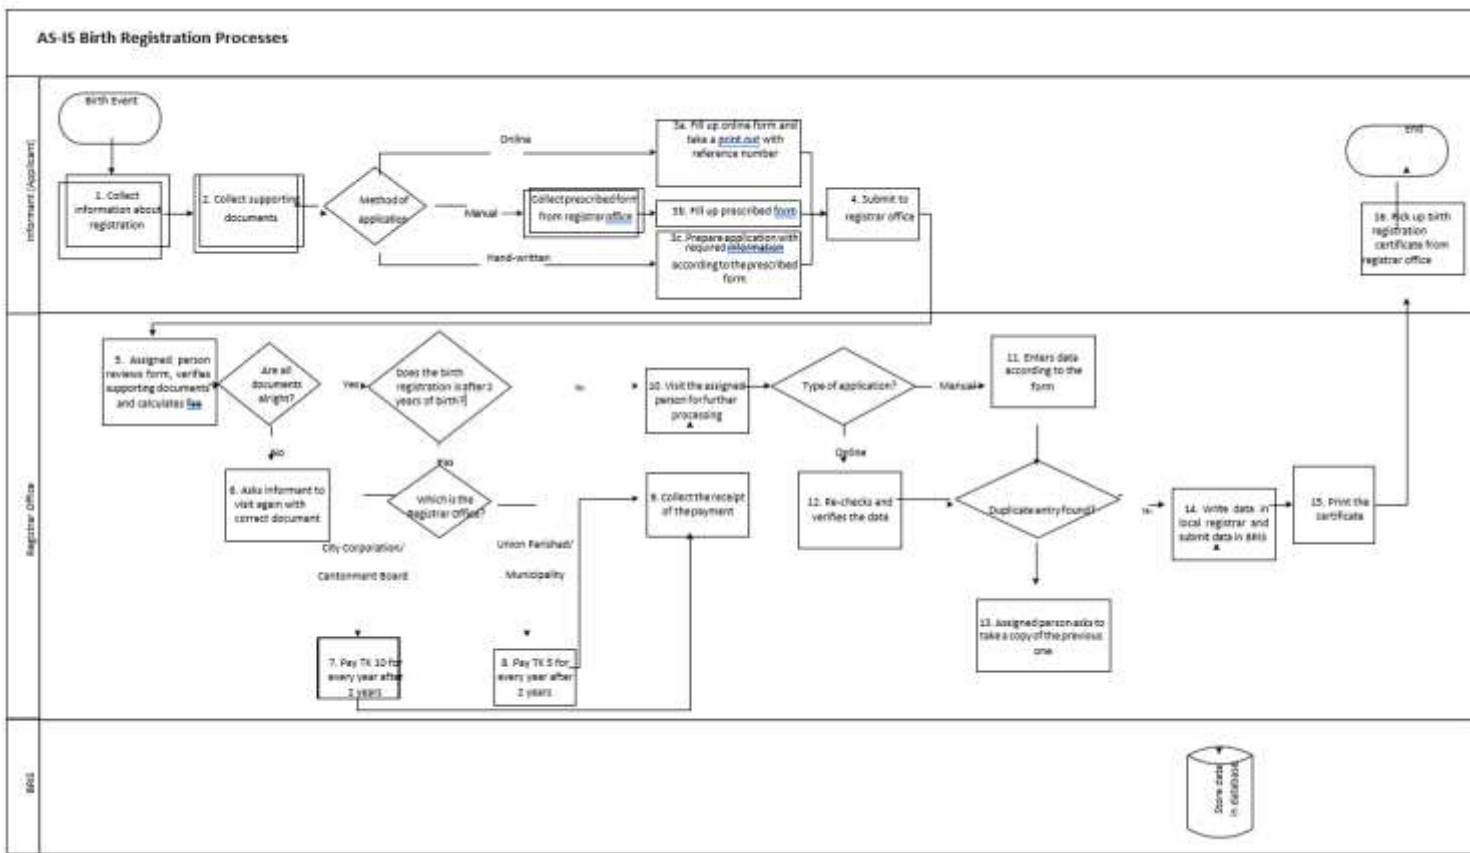 AS-IS Birth Registration Processes
Informant (Applicant)
Birth Event
1. Collect
information about
registration
2. Collect supporting
documents
Method of
application
Online
Manual
Hand-written
Collect prescribed form
from registrar office
3a. Fill up online form and
take a print out with
reference number
3b. Fill up prescribed form
3c. Prepare application with
required information
according to the prescribed
form
4. Submit to
registrar office
End
16. Pick up birth
registration
certificate from
registrar office
Registrar Office
5. Assigned person
reviews form, verifies
supporting documents
and calculates fee
Are all
documents
alright?
Yes
No
6. Asks informant to
visit again with
correct document
Does the birth
registration is after 2
years of birth?
No
Yes
Which is the
Registrar Office?
City Corporation/
Cantonment Board
Union Parishad/
Municipality
7. Pay TK 10 for
every year after
2 years
8. Pay TK 5 for
every year after
2 years
9. Collect the receipt
of the payment
10. Visit the assigned
person for further
processing
Type of application?
Manual
Online
11. Enters data
according to the
form
12. Re-checks and
verifies the data
Duplicate entry found?
No
13. Assigned person asks to
take a copy of the previous
one
14. Write data in
local registrar and
submit data in BRIS
15. Print the
certificate
BRIS
Store data
in database